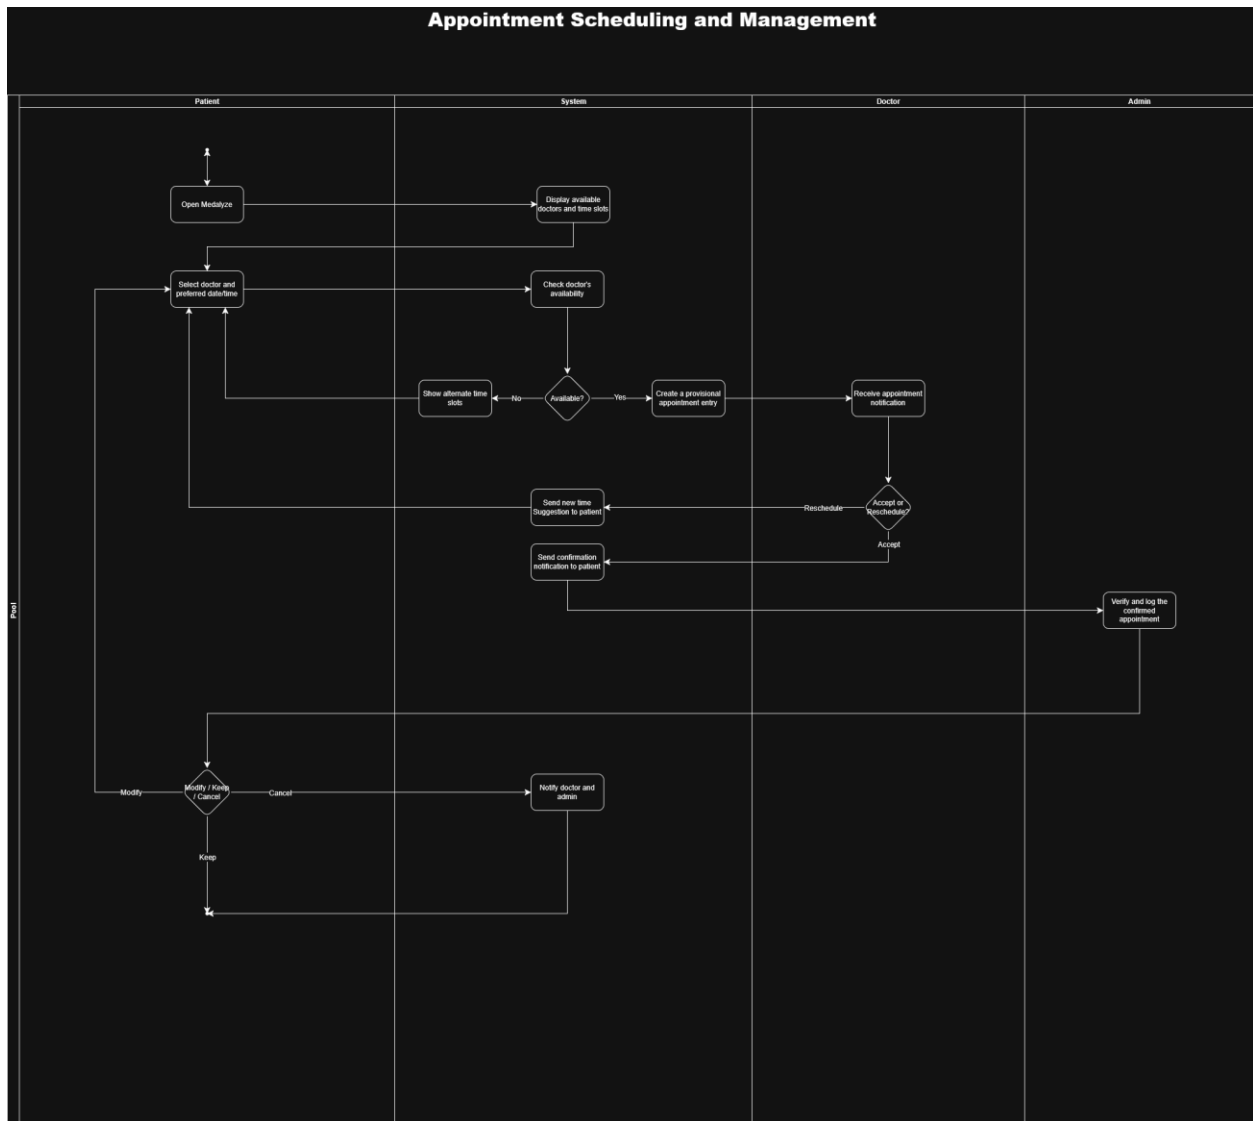 Appointment Scheduling and Management
Patient
System
Doctor
Admin
Pool
Open Medalyze
Display available
doctors and time slots
Select doctor and
preferred date/time
Check doctor's
availability
Show alternate time
slots
No
Available?
Yes
Create a provisional
appointment entry
Receive appointment
notification
Send new time
Suggestion to patient
Reschedule
Accept or
Reschedule?
Accept
Send confirmation
notification to patient
Verify and log the
confirmed
appointment
Modify
Modify / Keep
/ Cancel
Cancel
Notify doctor and
admin
Keep